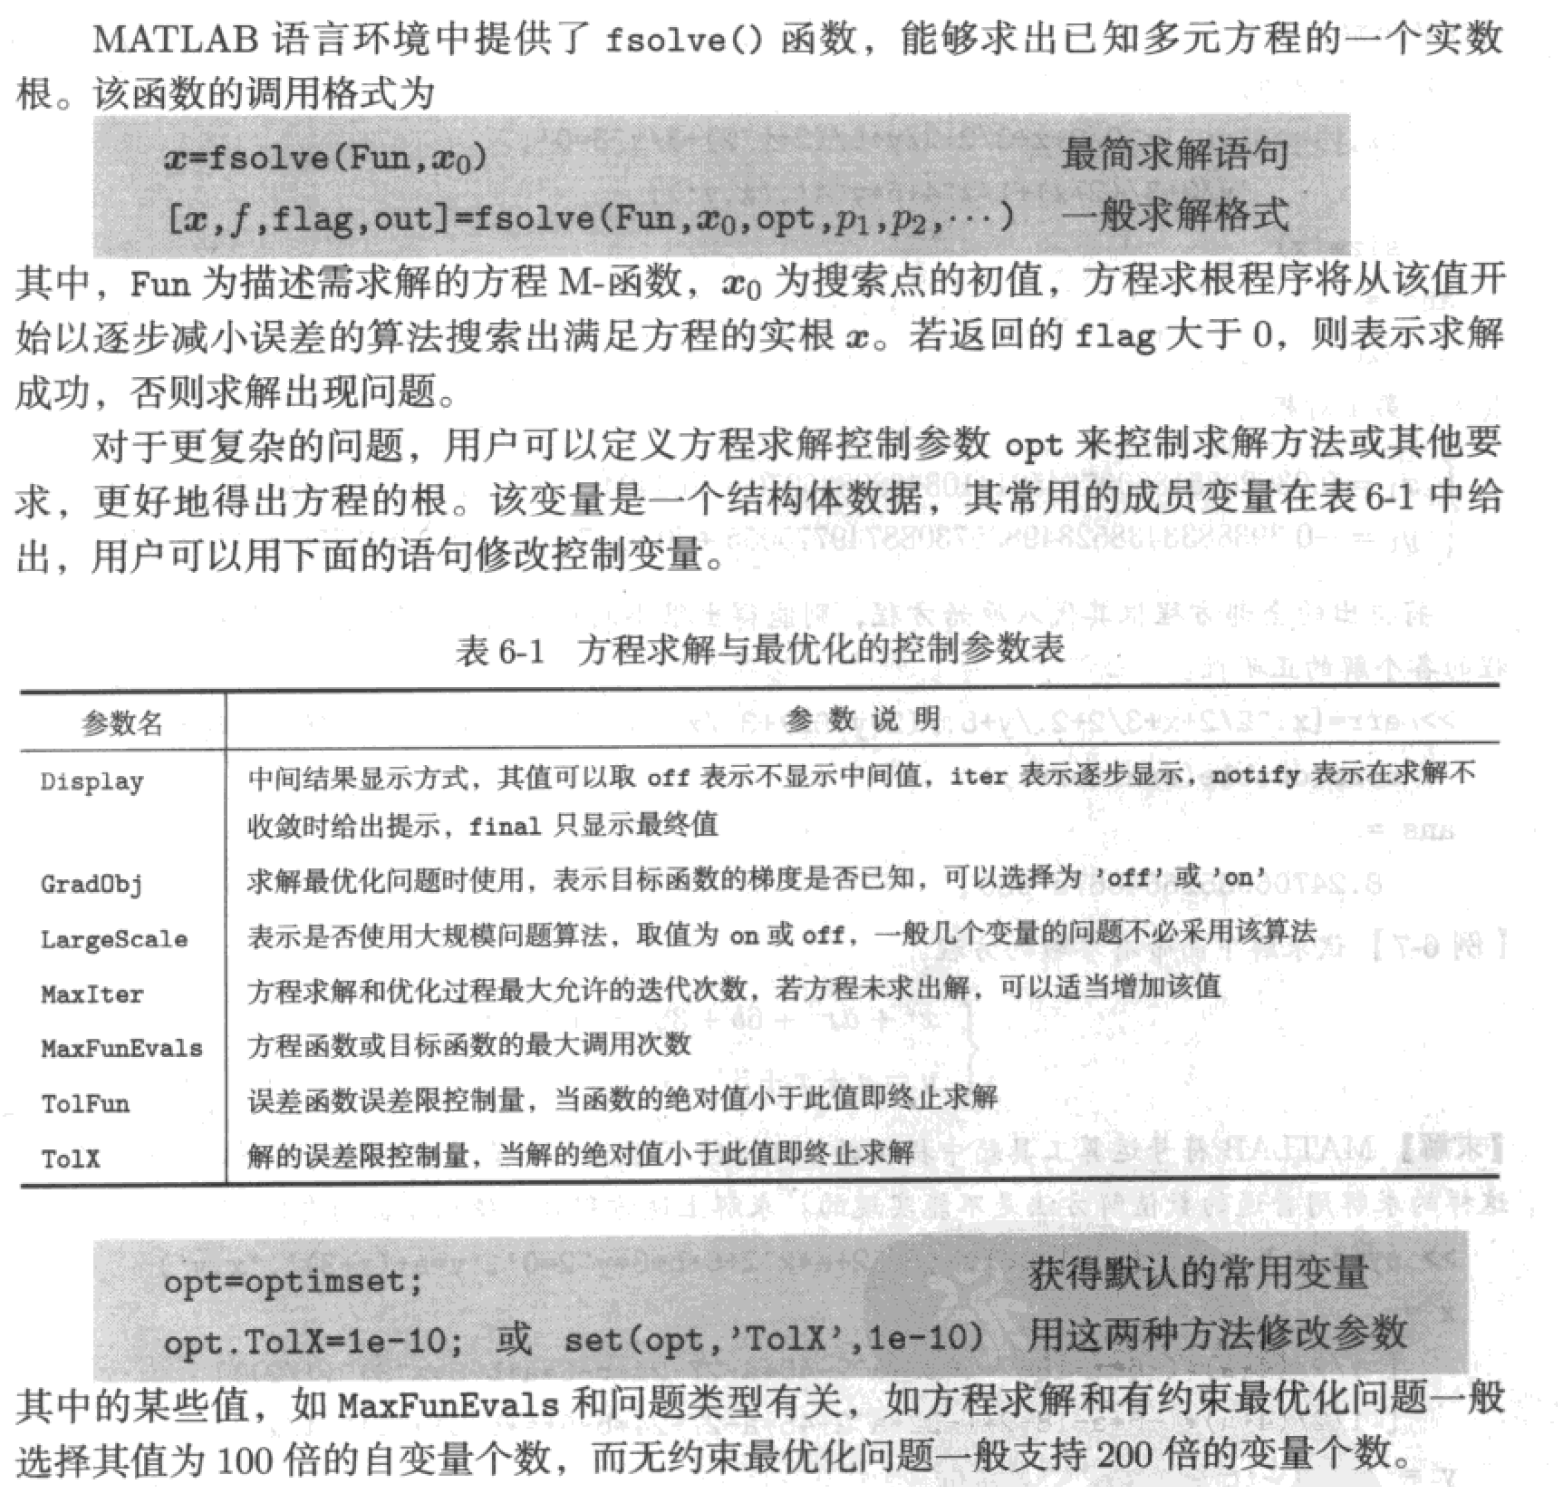 MATLAB 语言环境中提供了 fsolve() 函数，能够求出已知多元方程的一个实数
根。该函数的调用格式为
x=fsolve(Fun,x₀) 最简求解语句
[x,f,flag,out]=fsolve(Fun,x₀,opt,p₁,p₂,···) 一般求解格式
其中，Fun 为描述需求解的方程 M-函数，x₀ 为搜索点的初值，方程求根程序将从该值开
始以逐步减小误差的算法搜索出满足方程的实根 x。若返回的 flag 大于 0，则表示求解
成功，否则求解出现问题。
对于更复杂的问题，用户可以定义方程求解控制参数 opt 来控制求解方法或其他要
求，更好地得出方程的根。该变量是一个结构体数据，其常用的成员变量在表6-1 中给
出，用户可以用下面的语句修改控制变量。
表 6-1 方程求解与最优化的控制参数表
参数名 参 数 说 明
Display 中间结果显示方式，其值可以取 off 表示不显示中间值，iter 表示逐步显示，notify 表示在求解不
收敛时给出提示，final 只显示最终值
GradObj 求解最优化问题时使用，表示目标函数的梯度是否已知，可以选择为 'off' 或 'on'
LargeScale 表示是否使用大规模问题算法，取值为 on 或 off，一般几个变量的问题不必采用该算法
MaxIter 方程求解和优化过程最大允许的迭代次数，若方程未求出解，可以适当增加该值
MaxFunEvals 方程函数或目标函数的最大调用次数
TolFun 误差函数误差限控制量，当函数的绝对值小于此值即终止求解
TolX 解的误差限控制量，当解的绝对值小于此值即终止求解
opt=optimset; 获得默认的常用变量
opt.TolX=1e-10; 或 set(opt,'TolX',1e-10) 用这两种方法修改参数
其中的某些值，如 MaxFunEvals 和问题类型有关，如方程求解和有约束最优化问题一般
选择其值为 100 倍的自变量个数，而无约束最优化问题一般支持 200 倍的变量个数。